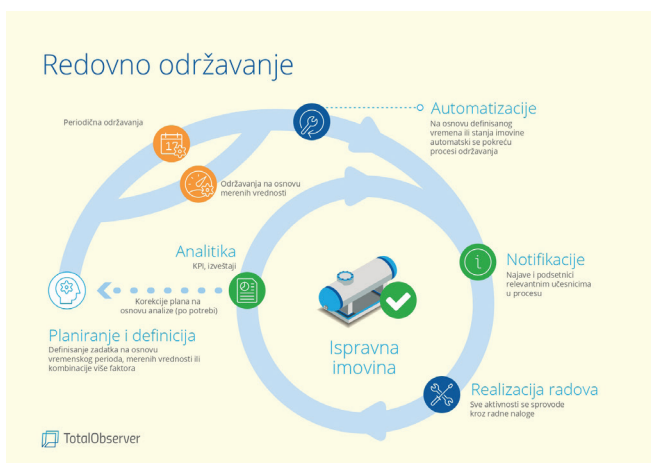 Redovno održavanje
Periodična održavanja
17
Automatizacije
Na osnovu definisanog
vremena ili stanja imovine
automatski se pokreću
procesi održavanja
Održavanja na osnovu
merenih vrednosti
Analitika
KPI, izveštaji
Notifikacije
Najave i podsetnici
relevantnim učesnicima
u procesu
Korekcije plana na
osnovu analize (po potrebi)
Planiranje i definicija
Definisanje zadatka na osnovu
vremenskog perioda, merenih vrednosti ili
kombinacije više faktora
Ispravna
imovina
Realizacija radova
Sve aktivnosti se sprovode
kroz radne naloge
TotalObserver